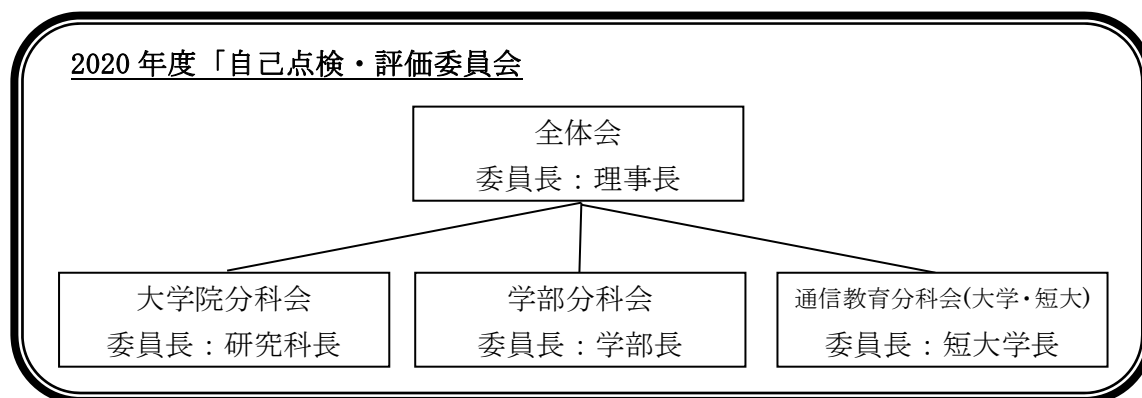 2020 年度「自己点検・評価委員会
全体会
委員長：理事長
大学院分科会
委員長：研究科長
学部分科会
委員長：学部長
通信教育分科会(大学・短大)
委員長：短大学長